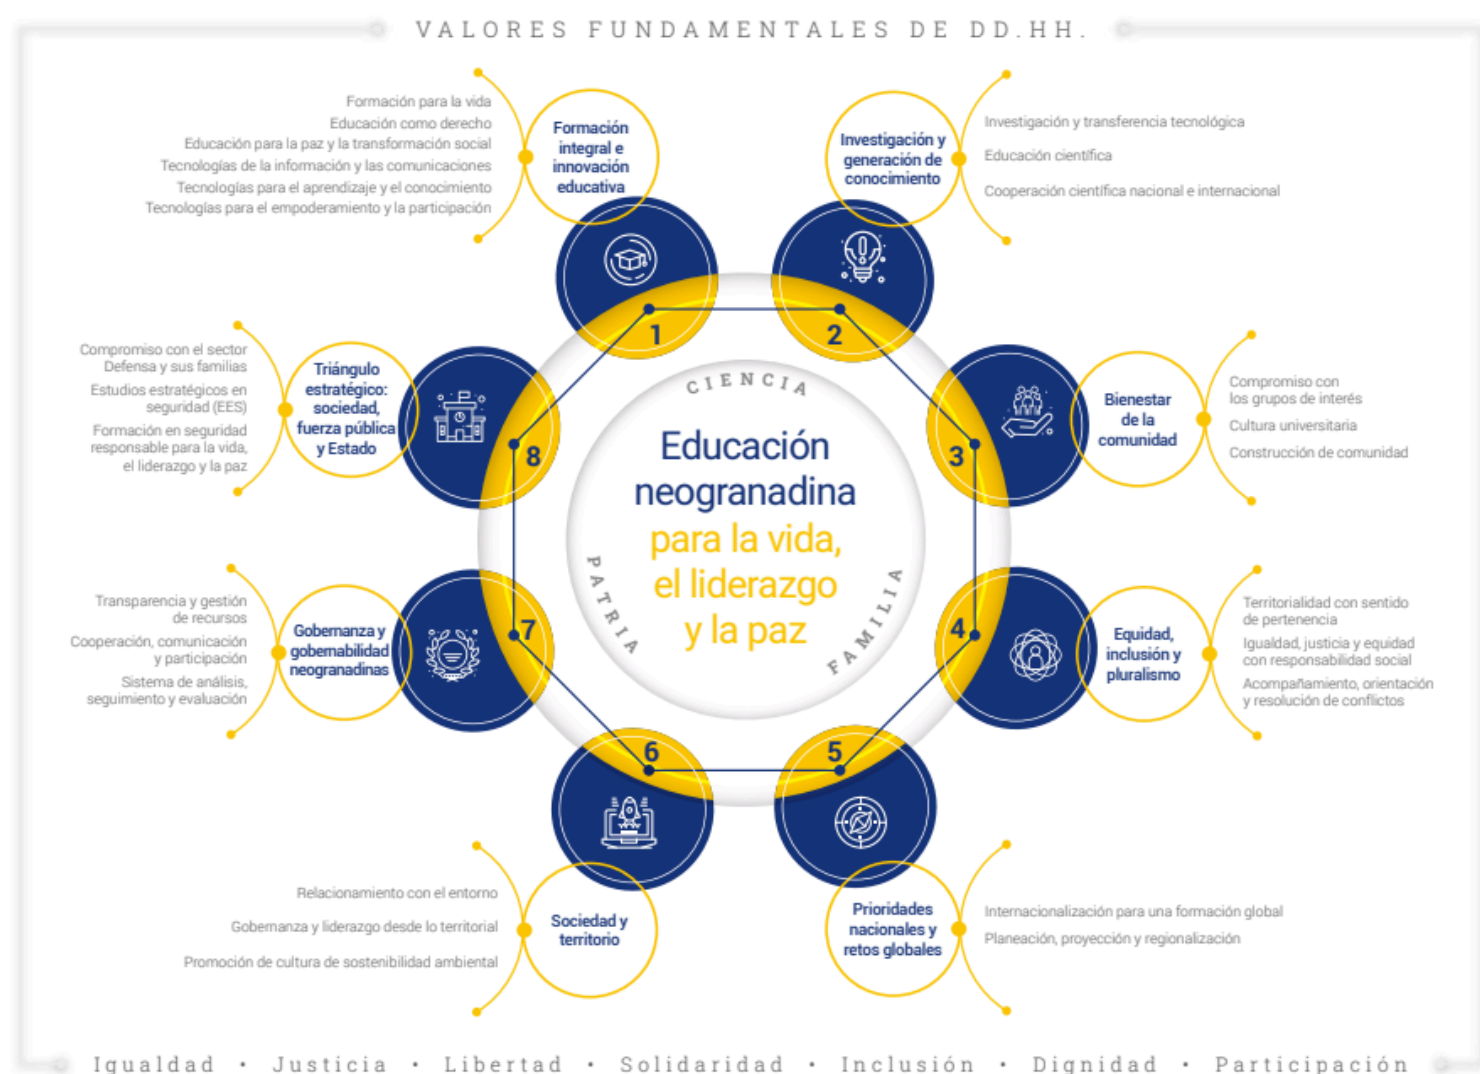 VALORES FUNDAMENTALES DE DD.HH.
Formación para la vida
Educación como derecho
Educación para la paz y la transformación social
Tecnologías de la información y las comunicaciones
Tecnologías para el aprendizaje y el conocimiento
Tecnologías para el empoderamiento y la participación
Formación
integral e
innovación
educativa
1
Investigación y
generación de
conocimiento
Investigación y transferencia tecnológica
Educación científica
Cooperación científica nacional e internacional
2
Bienestar
de la
comunidad
Compromiso con
los grupos de interés
Cultura universitaria
Construcción de comunidad
3
Equidad,
inclusión y
pluralismo
Territorialidad con sentido
de pertenencia
Igualdad, justicia y equidad
con responsabilidad social
Acompañamiento, orientación
y resolución de conflictos
4
Prioridades
nacionales y
retos globales
Internacionalización para una formación global
Planeación, proyección y regionalización
5
Sociedad y
territorio
Relacionamiento con el entorno
Gobernanza y liderazgo desde lo territorial
Promoción de cultura de sostenibilidad ambiental
6
Gobernanza y
gobernabilidad
neogranadinas
Transparencia y gestión
de recursos
Cooperación, comunicación
y participación
Sistema de análisis,
seguimiento y evaluación
7
Triángulo
estratégico:
sociedad,
fuerza pública
y Estado
Compromiso con el sector
Defensa y sus familias
Estudios estratégicos en
seguridad (EES)
Formación en seguridad
responsable para la vida,
el liderazgo y la paz
8
CIENCIA
Educación
neogranadina
para la vida,
el liderazgo
y la paz
PATRIA
FAMILIA
Igualdad • Justicia • Libertad • Solidaridad • Inclusión • Dignidad • Participación